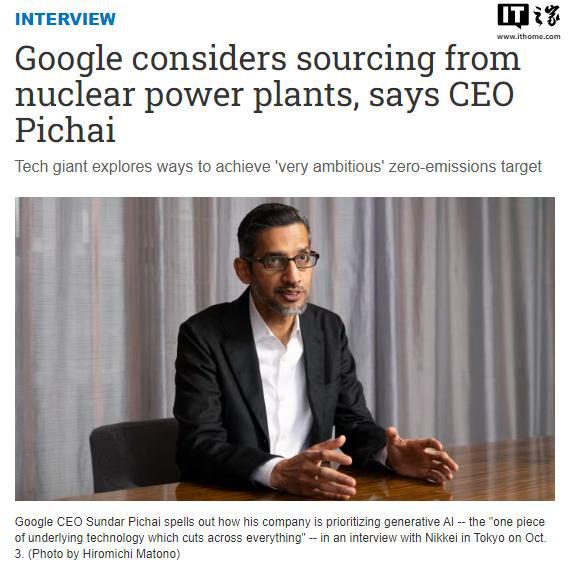 INTERVIEW
IT之家
www.ithome.com
Google considers sourcing from
nuclear power plants, says CEO
Pichai
Tech giant explores ways to achieve 'very ambitious' zero-emissions target
Google CEO Sundar Pichai spells out how his company is prioritizing generative AI -- the "one piece
of underlying technology which cuts across everything" -- in an interview with Nikkei in Tokyo on Oct.
3. (Photo by Hiromichi Matono)